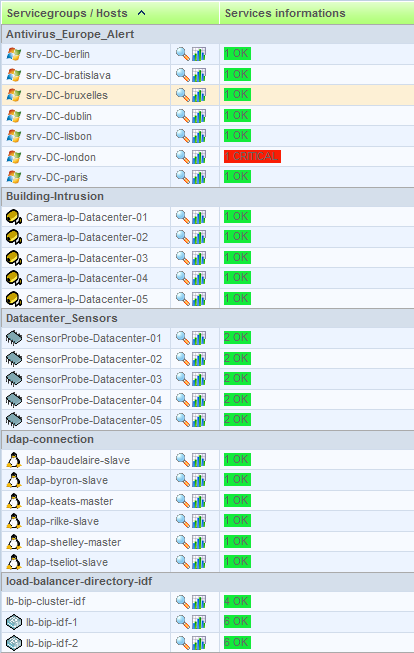 Servicegroups / Hosts Services informations
Antivirus_Europe_Alert
srv-DC-berlin 1 OK
srv-DC-bratislava 1 OK
srv-DC-bruxelles 1 OK
srv-DC-dublin 1 OK
srv-DC-lisbon 1 OK
srv-DC-london 1 CRITICAL
srv-DC-paris 1 OK
Building-Intrusion
Camera-Ip-Datacenter-01 1 OK
Camera-Ip-Datacenter-02 1 OK
Camera-Ip-Datacenter-03 1 OK
Camera-Ip-Datacenter-04 1 OK
Camera-Ip-Datacenter-05 1 OK
Datacenter_Sensors
SensorProbe-Datacenter-01 2 OK
SensorProbe-Datacenter-02 2 OK
SensorProbe-Datacenter-03 2 OK
SensorProbe-Datacenter-04 2 OK
SensorProbe-Datacenter-05 2 OK
ldap-connection
ldap-baudelaire-slave 1 OK
ldap-byron-slave 1 OK
ldap-keats-master 1 OK
ldap-rilke-slave 1 OK
ldap-shelley-master 1 OK
ldap-tseliot-slave 1 OK
load-balancer-directory-idf
lb-bip-cluster-idf 4 OK
lb-bip-idf-1 6 OK
lb-bip-idf-2 6 OK